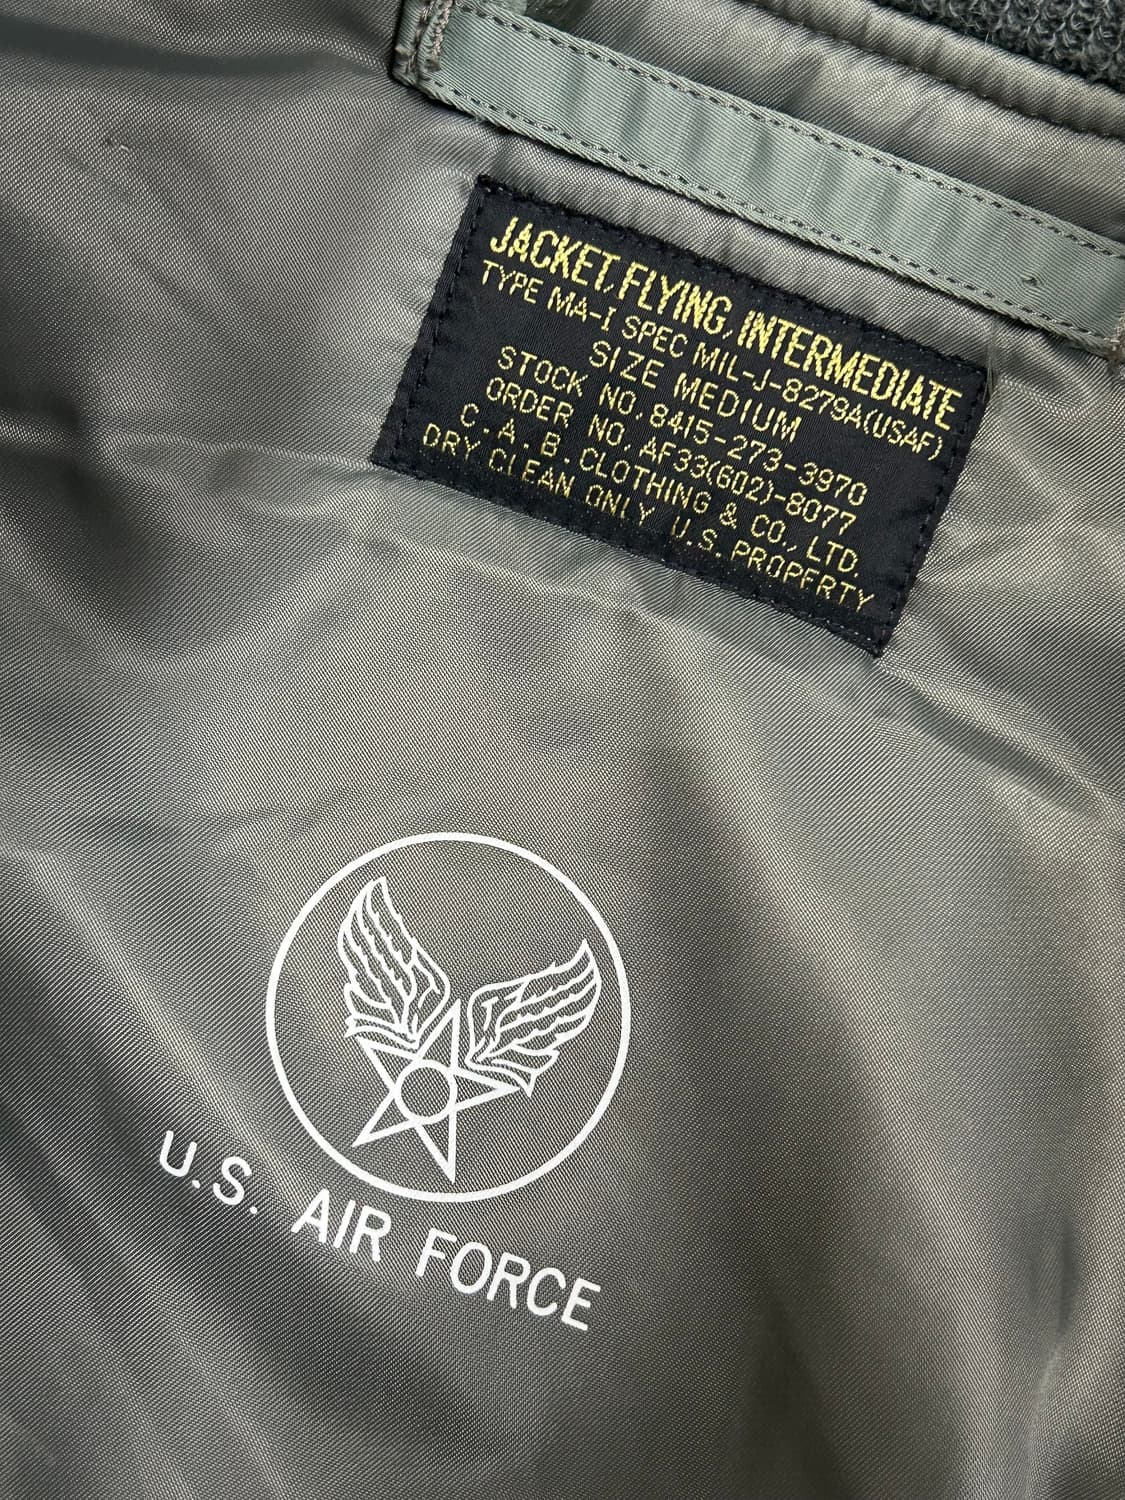 JACKET, FLYING, INTERMEDIATE
TYPE MA-I SPEC MIL-J-8279A(USAF)
SIZE MEDIUM
STOCK NO. 8415-273-3970
ORDER NO. AF33(602)-8077
C. A. B. CLOTHING & CO., LTD.
DRY CLEAN ONLY U.S. PROPERTY
U.S. AIR FORCE